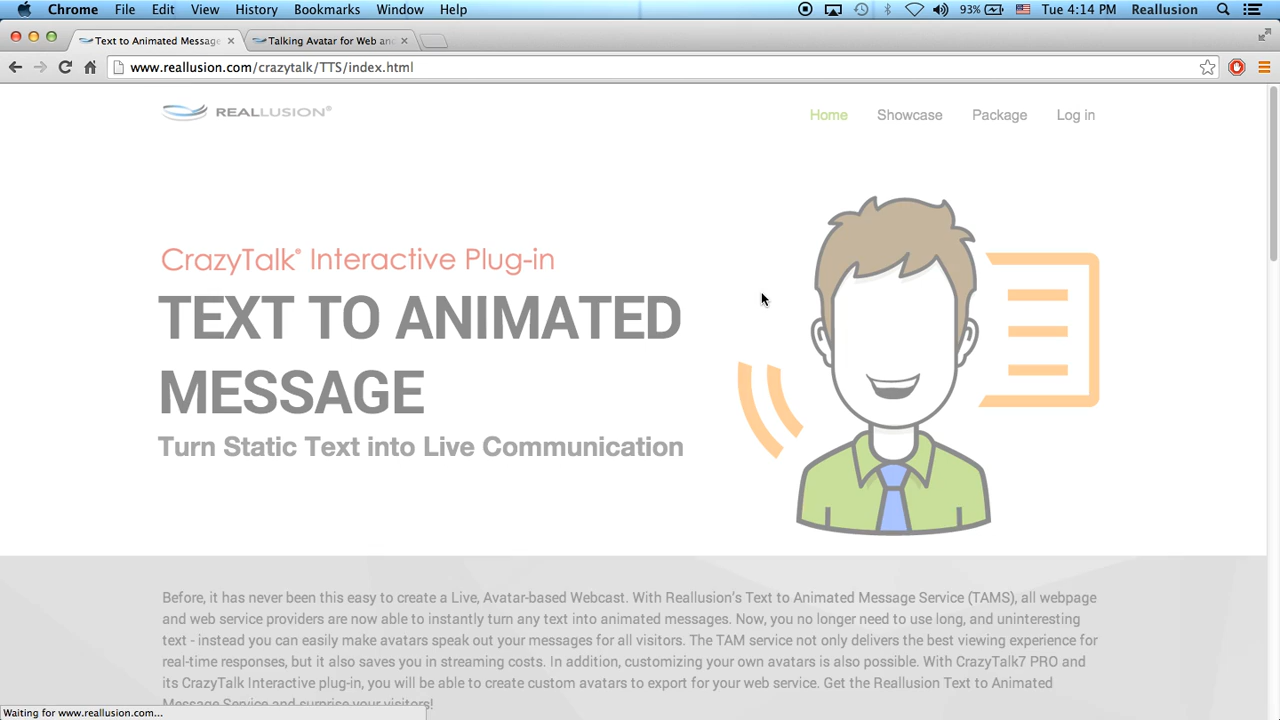 Chrome File Edit View History Bookmarks Window Help 93% Tue 4:14 PM Reallusion
Text to Animated Message Talking Avatar for Web and
www.reallusion.com/crazytalk/TTS/index.html
REALLUSION® Home Showcase Package Log in
CrazyTalk® Interactive Plug-in
TEXT TO ANIMATED
MESSAGE
Turn Static Text into Live Communication
Before, it has never been this easy to create a Live, Avatar-based Webcast. With Reallusion's Text to Animated Message Service (TAMS), all webpage
and web service providers are now able to instantly turn any text into animated messages. Now, you no longer need to use long, and uninteresting
text - instead you can easily make avatars speak out your messages for all visitors. The TAM service not only delivers the best viewing experience for
real-time responses, but it also saves you in streaming costs. In addition, customizing your own avatars is also possible. With CrazyTalk7 PRO and
its CrazyTalk Interactive plug-in, you will be able to create custom avatars to export for your web service. Get the Reallusion Text to Animated
Message Service and surprise your visitors!
Waiting for www.reallusion.com...